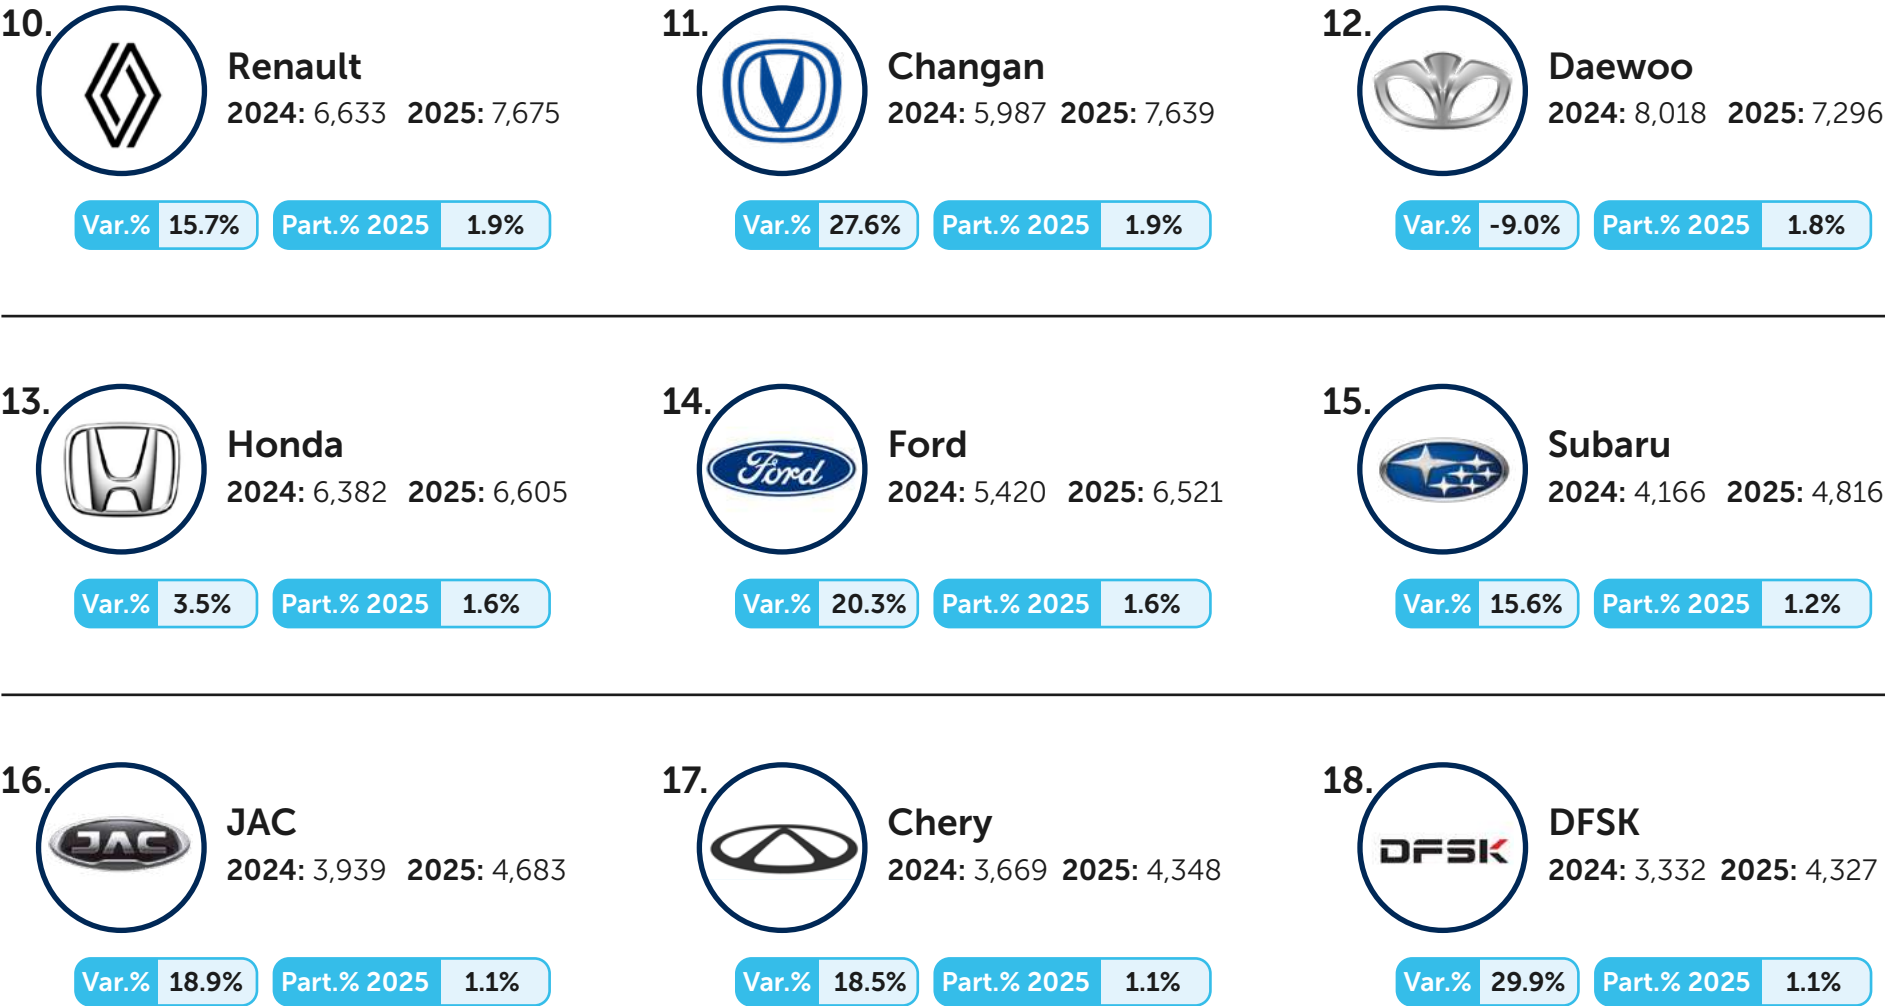 10.
Renault
2024: 6,633 2025: 7,675
Var.% 15.7% Part.% 2025 1.9%
11.
Changan
2024: 5,987 2025: 7,639
Var.% 27.6% Part.% 2025 1.9%
12.
Daewoo
2024: 8,018 2025: 7,296
Var.% -9.0% Part.% 2025 1.8%
13.
Honda
2024: 6,382 2025: 6,605
Var.% 3.5% Part.% 2025 1.6%
14.
Ford
Ford
2024: 5,420 2025: 6,521
Var.% 20.3% Part.% 2025 1.6%
15.
Subaru
2024: 4,166 2025: 4,816
Var.% 15.6% Part.% 2025 1.2%
16.
JAC
JAC
2024: 3,939 2025: 4,683
Var.% 18.9% Part.% 2025 1.1%
17.
Chery
2024: 3,669 2025: 4,348
Var.% 18.5% Part.% 2025 1.1%
18.
DFSK
DFSK
2024: 3,332 2025: 4,327
Var.% 29.9% Part.% 2025 1.1%